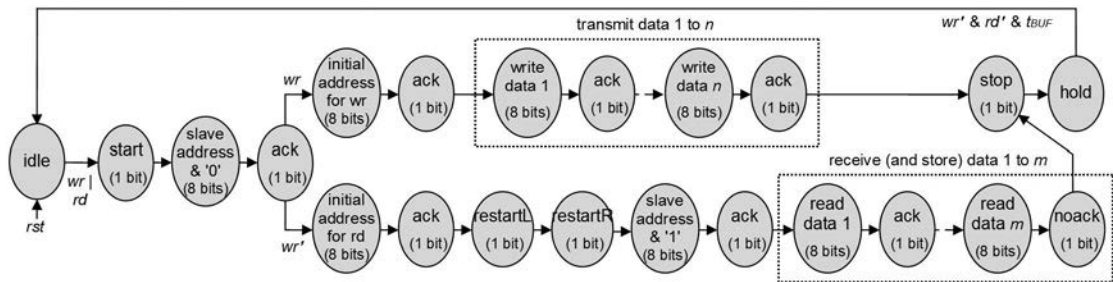 transmit data 1 to n
wr' & rd' & tBUF
wr
initial
address
for wr
(8 bits)
ack
(1 bit)
write
data 1
(8 bits)
ack
(1 bit)
write
data n
(8 bits)
ack
(1 bit)
stop
(1 bit)
hold
idle
rst
wr |
rd
start
(1 bit)
slave
address
& '0'
(8 bits)
ack
(1 bit)
receive (and store) data 1 to m
wr'
initial
address
for rd
(8 bits)
ack
(1 bit)
restartL
(1 bit)
restartR
(1 bit)
slave
address
& '1'
(8 bits)
ack
(1 bit)
read
data 1
(8 bits)
ack
(1 bit)
read
data m
(8 bits)
noack
(1 bit)